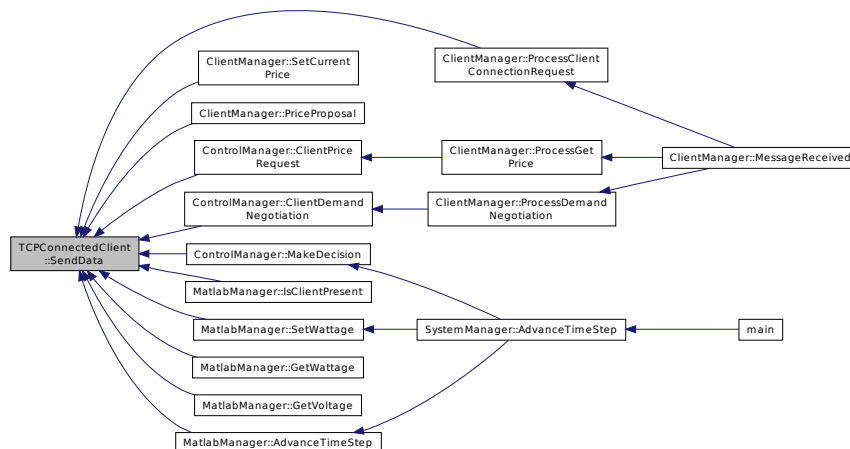 ClientManager::ProcessClient
ConnectionRequest
ClientManager::SetCurrent
Price
ClientManager::PriceProposal
ControlManager::ClientPrice
Request
ClientManager::ProcessGet
Price
ClientManager::MessageReceived
ControlManager::ClientDemand
Negotiation
ClientManager::ProcessDemand
Negotiation
TCPConnectedClient
::SendData
ControlManager::MakeDecision
MatlabManager::IsClientPresent
MatlabManager::SetWattage
SystemManager::AdvanceTimeStep
main
MatlabManager::GetWattage
MatlabManager::GetVoltage
MatlabManager::AdvanceTimeStep